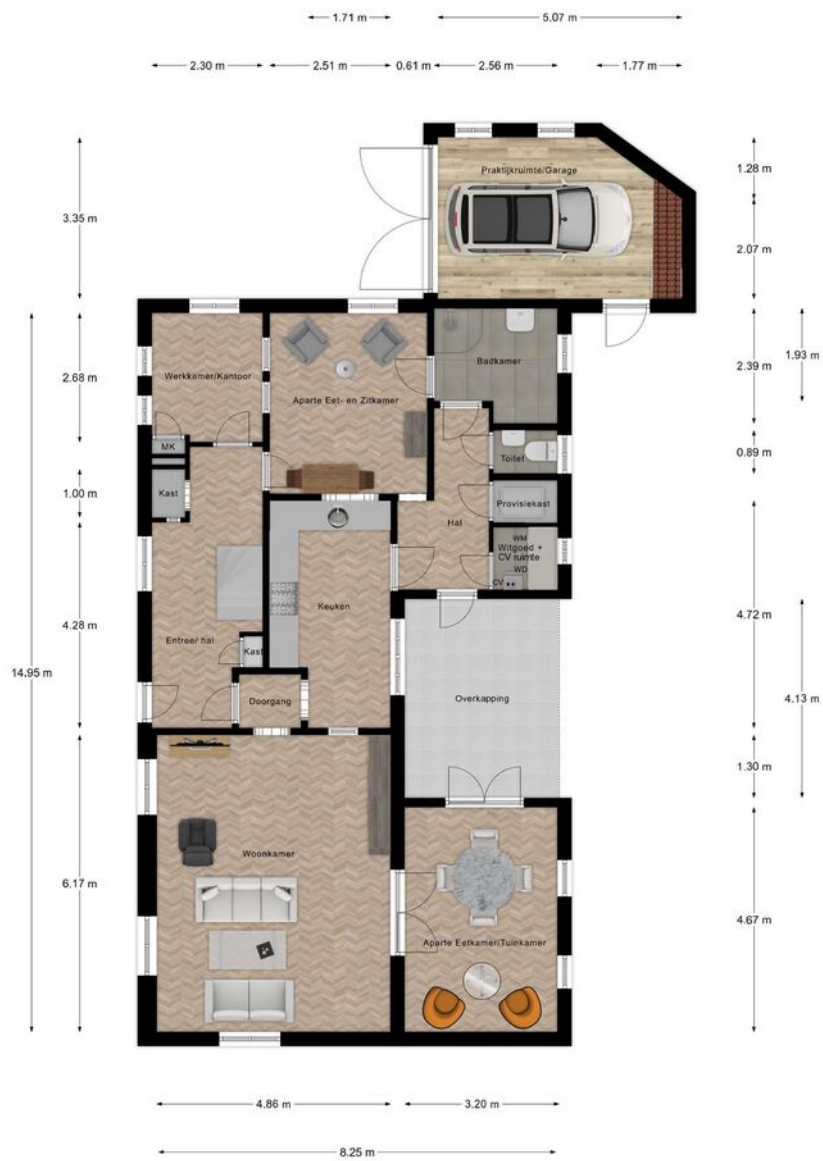 1.71 m
5.07 m
2.30 m
2.51 m
0.61 m
2.56 m
1.77 m
Praktijkruimte/Garage
1.28 m
3.35 m
2.07 m
Badkamer
2.39 m
1.93 m
2.68 m
Werkkamer/Kantoor
Aparte Eet- en Zitkamer
MK
Toilet
0.89 m
Kast
1.00 m
Provisiekast
Hal
WM
Witgoed +
CV ruimte
WD
CV
Keuken
4.72 m
4.28 m
Entree/ hal
Kast
14.95 m
Doorgang
Overkapping
4.13 m
1.30 m
Woonkamer
6.17 m
4.67 m
Aparte Eetkamer/Tuinkamer
4.86 m
3.20 m
8.25 m